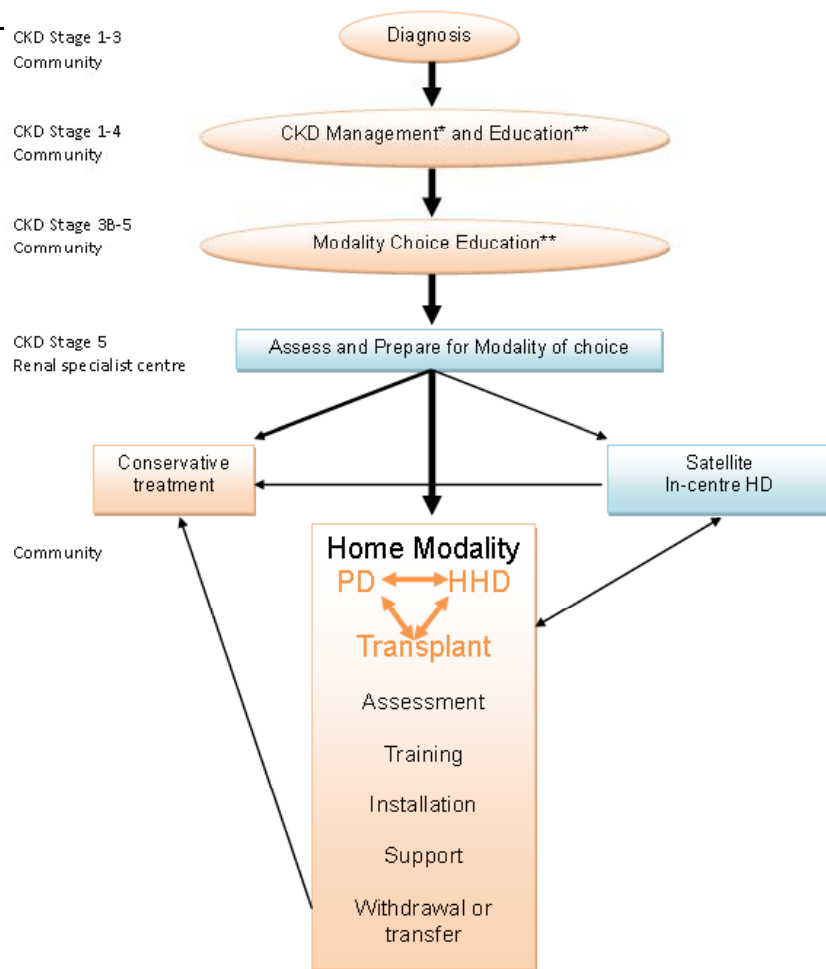 CKD Stage 1-3
Community
Diagnosis
CKD Stage 1-4
Community
CKD Management* and Education**
CKD Stage 3B-5
Community
Modality Choice Education**
CKD Stage 5
Renal specialist centre
Assess and Prepare for Modality of choice
Conservative
treatment
Satellite
In-centre HD
Community
Home Modality
PD HHD
Transplant
Assessment
Training
Installation
Support
Withdrawal or
transfer